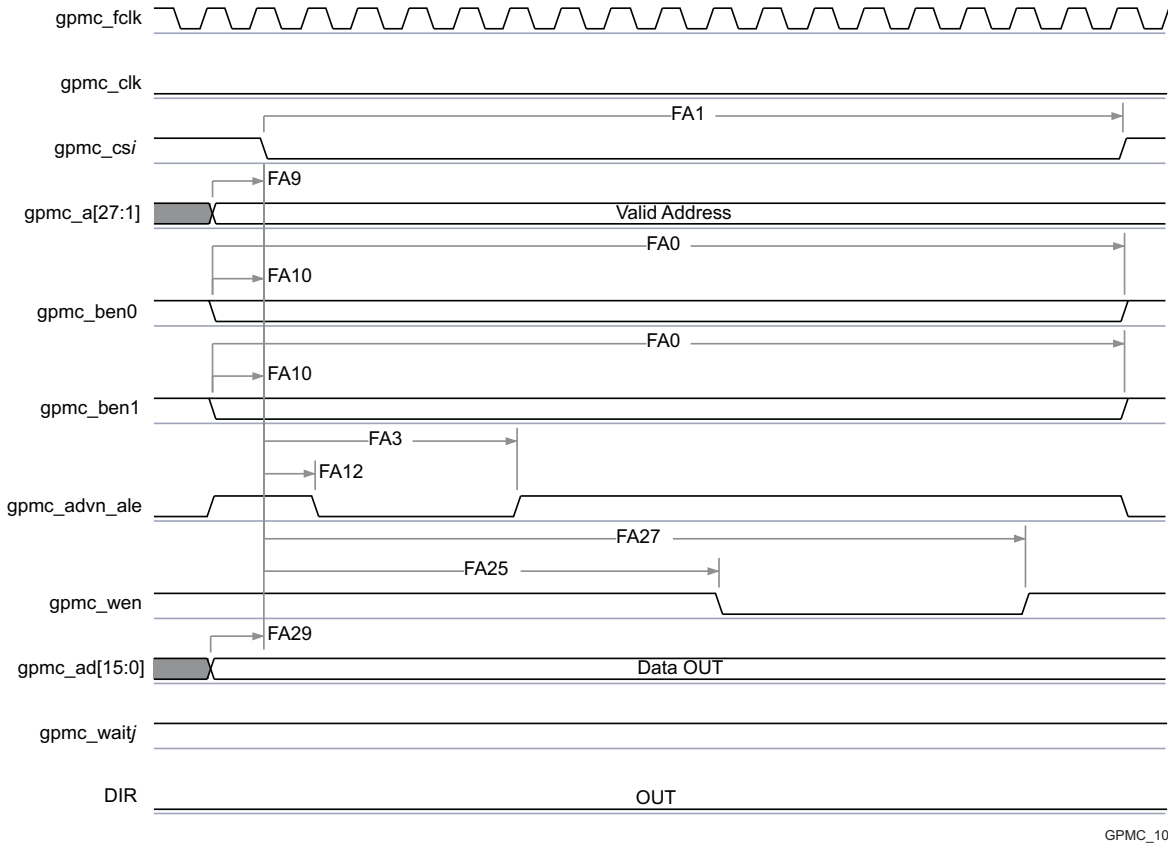 gpmc_fclk
gpmc_clk
FA1
gpmc_csi
FA9
gpmc_a[27:1]
Valid Address
FA0
FA10
gpmc_ben0
FA0
FA10
gpmc_ben1
FA3
FA12
gpmc_advn_ale
FA27
FA25
gpmc_wen
FA29
gpmc_ad[15:0]
Data OUT
gpmc_waitj
DIR
OUT
GPMC_10